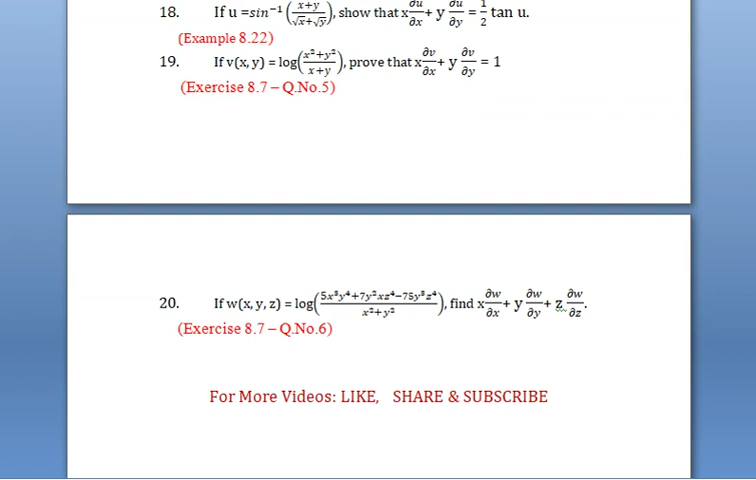 18. If u =sin⁻¹ ((x+y)/(√x+√y)), show that x ∂u/∂x + y ∂u/∂y = 1/2 tan u.
(Example 8.22)
19. If v(x, y) = log((x²+y²)/(x+y)), prove that x ∂v/∂x + y ∂v/∂y = 1
(Exercise 8.7 – Q.No.5)
20. If w(x, y, z) = log((5x³y⁴+7y²xz⁴−75y³z⁴)/(x²+y²)), find x ∂w/∂x + y ∂w/∂y + z ∂w/∂z.
(Exercise 8.7 – Q.No.6)
For More Videos: LIKE, SHARE & SUBSCRIBE